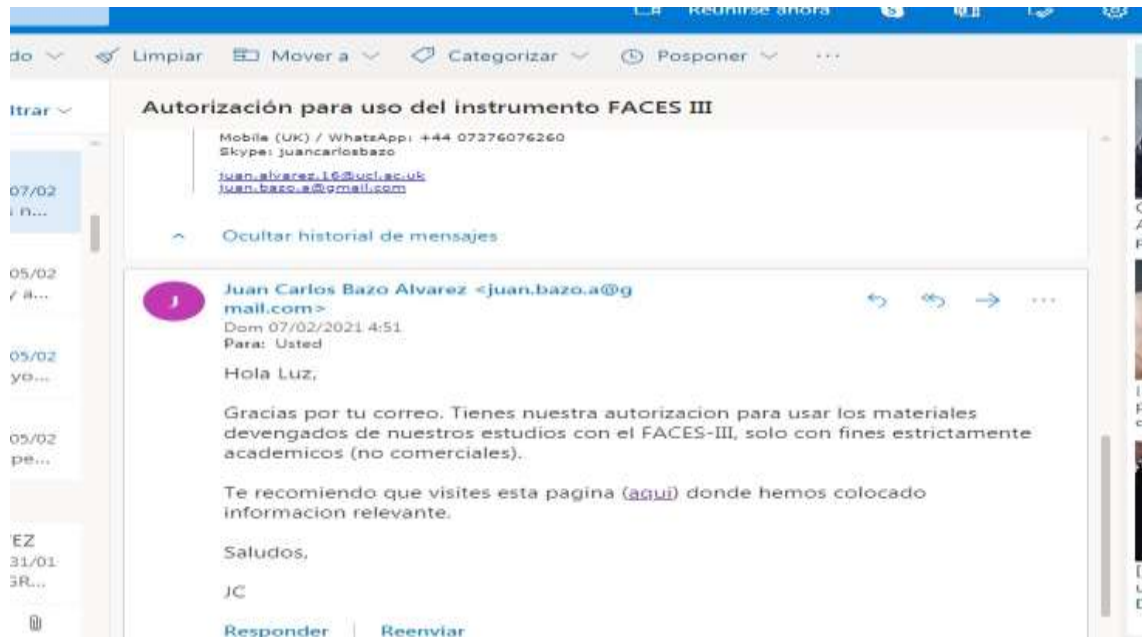 Reunirse ahora
do Limpiar Mover a Categorizar Posponer ...
ltrar
Autorización para uso del instrumento FACES III
Mobile (UK) / WhatsApp: +44 07376076260
Skype: juancarlosbazo
juan.alvarez.16@ucl.ac.uk
juan.bazo.a@gmail.com
07/02
n...
Ocultar historial de mensajes
05/02
y a...
J
Juan Carlos Bazo Alvarez <juan.bazo.a@g
mail.com>
Dom 07/02/2021 4:51
Para: Usted
05/02
yo...
Hola Luz,
Gracias por tu correo. Tienes nuestra autorizacion para usar los materiales
devengados de nuestros estudios con el FACES-III, solo con fines estrictamente
academicos (no comerciales).
05/02
pe...
Te recomiendo que visites esta pagina (aqui) donde hemos colocado
informacion relevante.
EZ
31/01
GR...
Saludos,
JC
Responder Reenviar